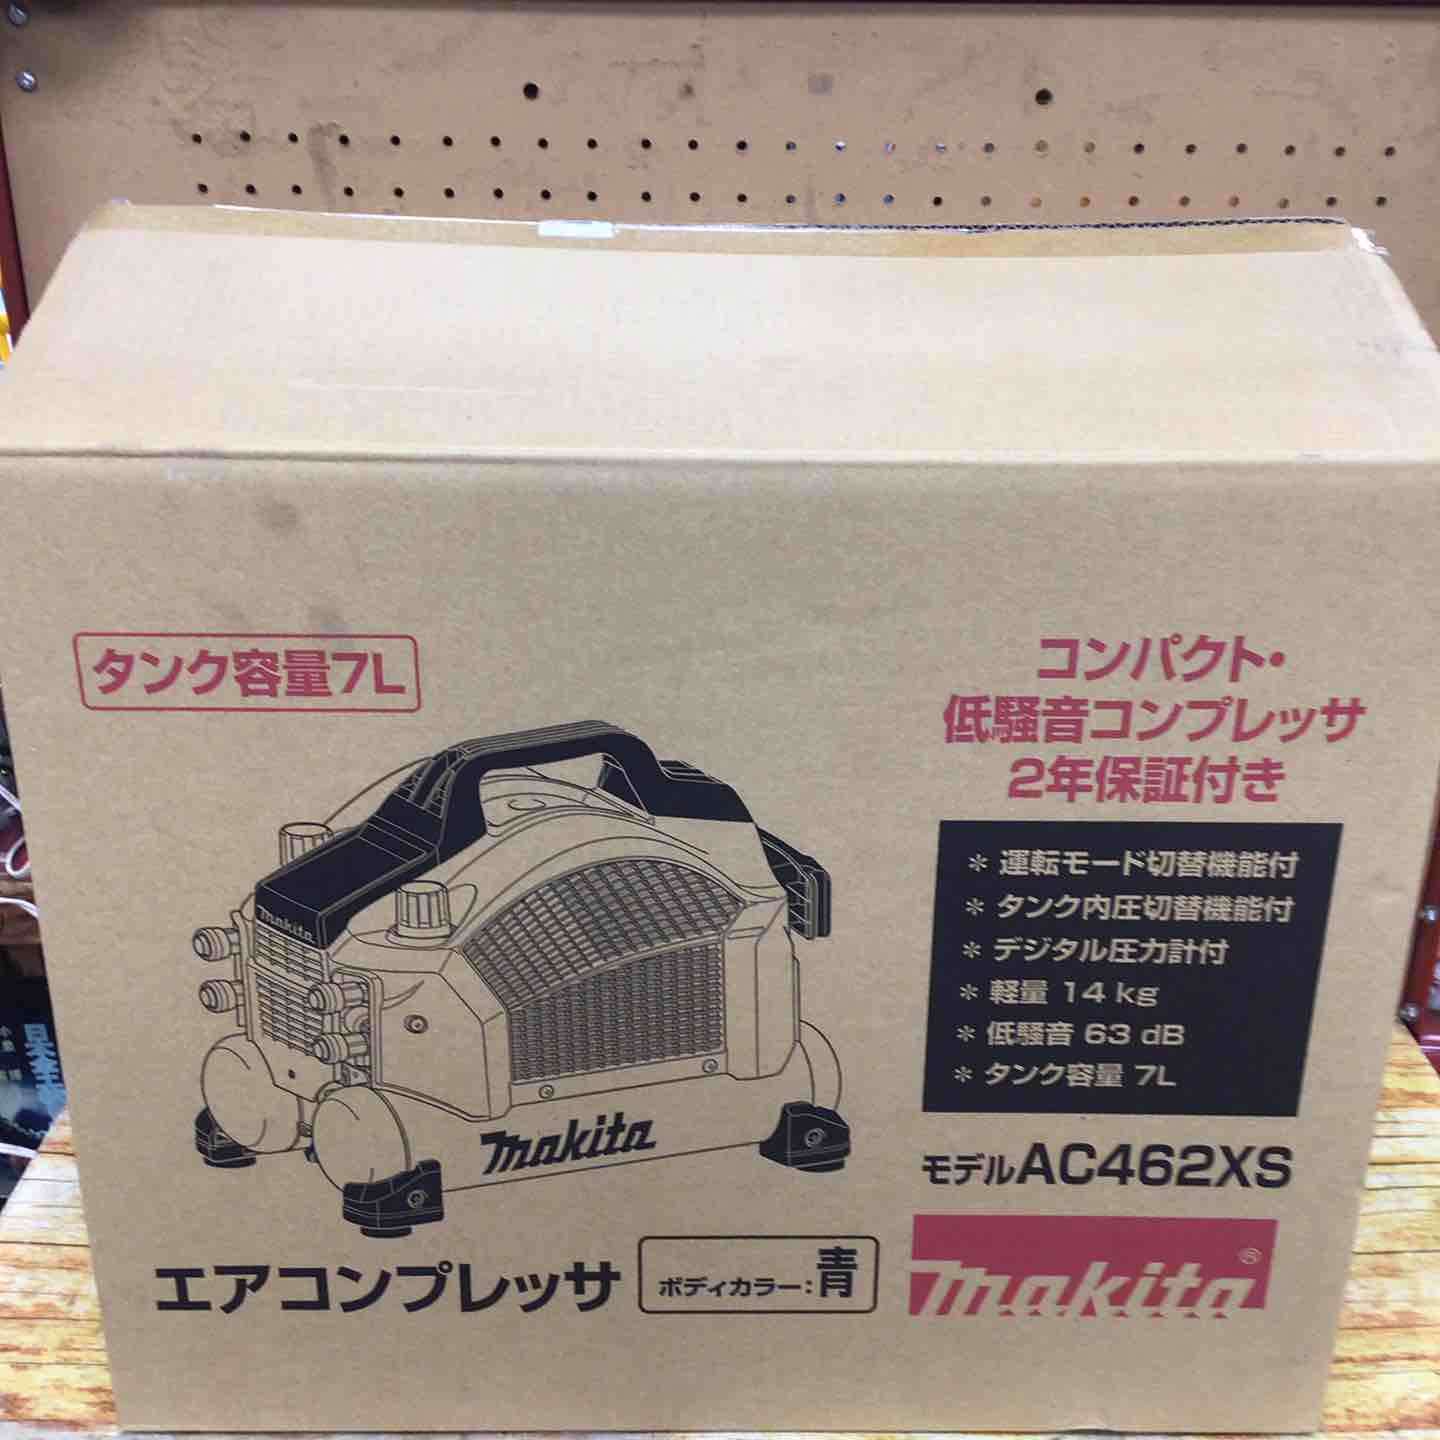 タンク容量7L
コンパクト・
低騒音コンプレッサ
2年保証付き
＊ 運転モード切替機能付
＊ タンク内圧切替機能付
＊ デジタル圧力計付
＊ 軽量 14 kg
＊ 低騒音 63 dB
＊ タンク容量 7L
makita
makita
モデルAC462XS
エアコンプレッサ
ボディカラー:青
makita®